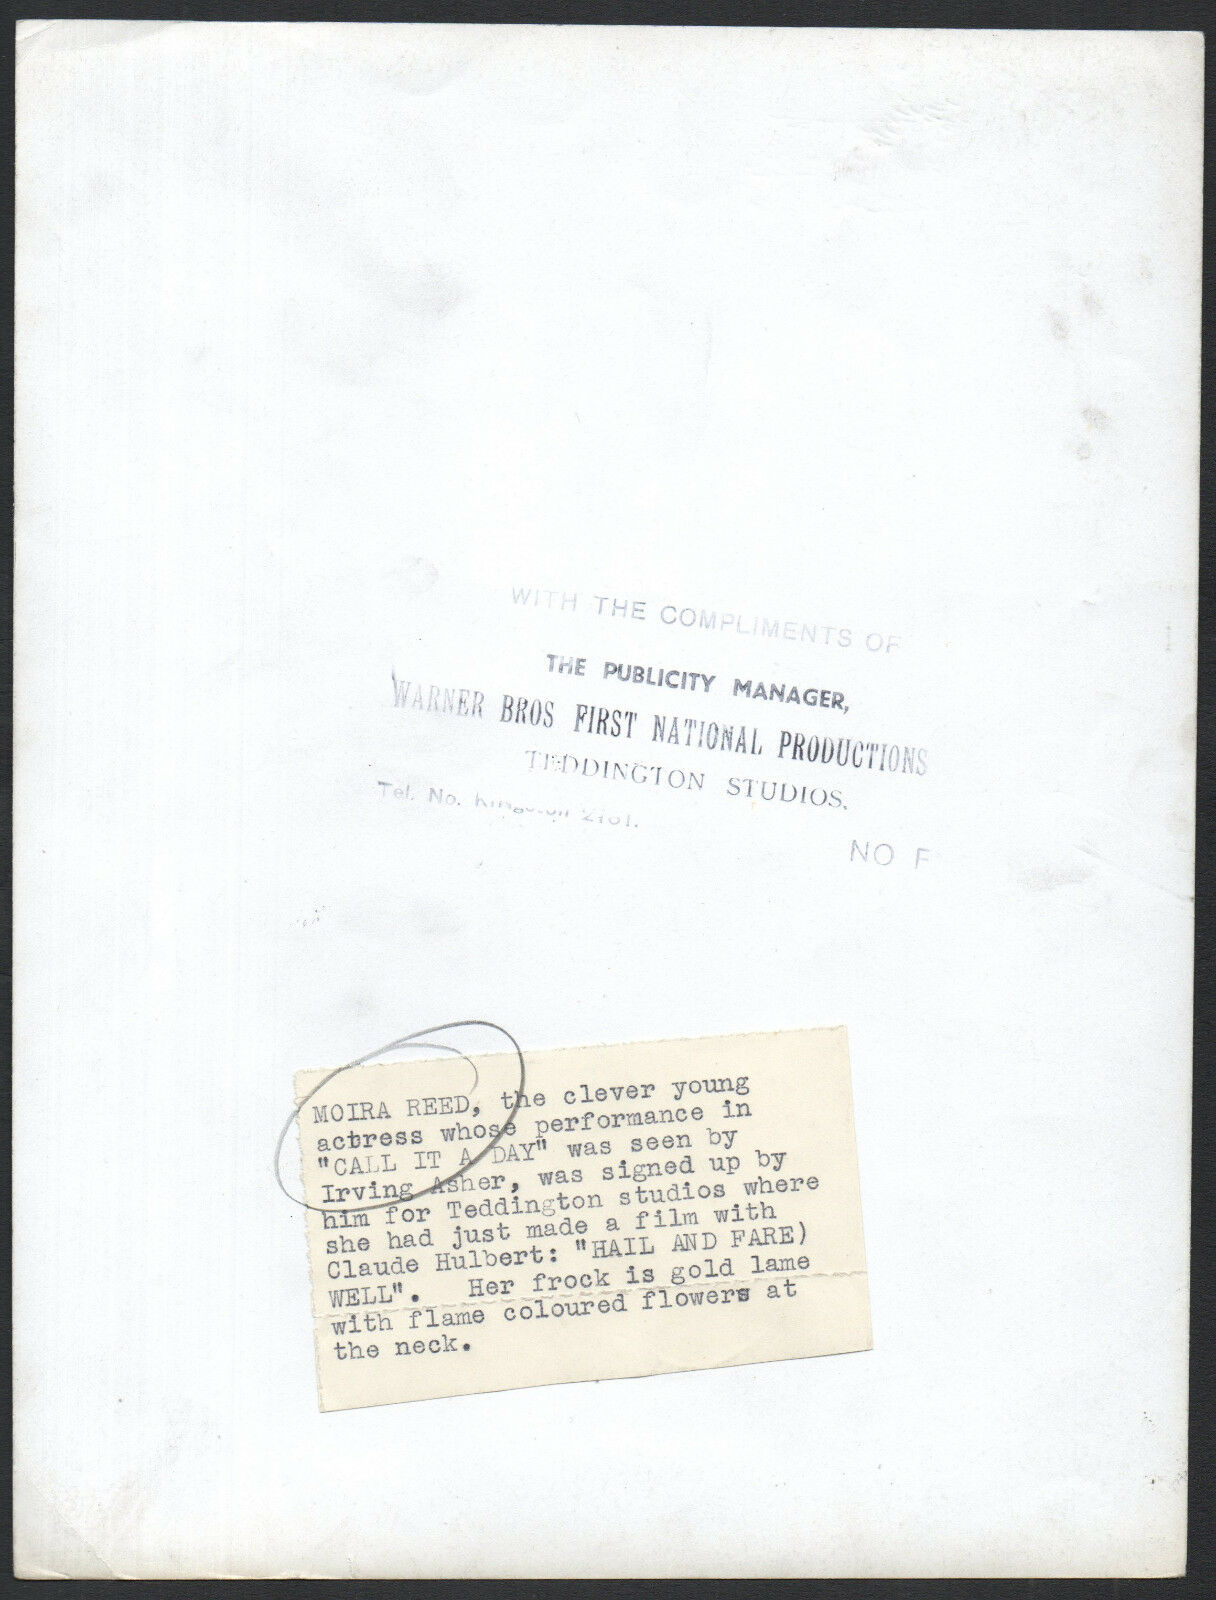 WITH THE COMPLIMENTS OF
THE PUBLICITY MANAGER,
WARNER BROS FIRST NATIONAL PRODUCTIONS
TEDDINGTON STUDIOS.
Tel. No. Kingston
NO F
MOIRA REED, the clever young
actress whose performance in
"CALL IT A DAY" was seen by
Irving Asher, was signed up by
him for Teddington studios where
she had just made a film with
Claude Hulbert: "HAIL AND FARE)
WELL". Her frock is gold lame
with flame coloured flowers at
the neck.